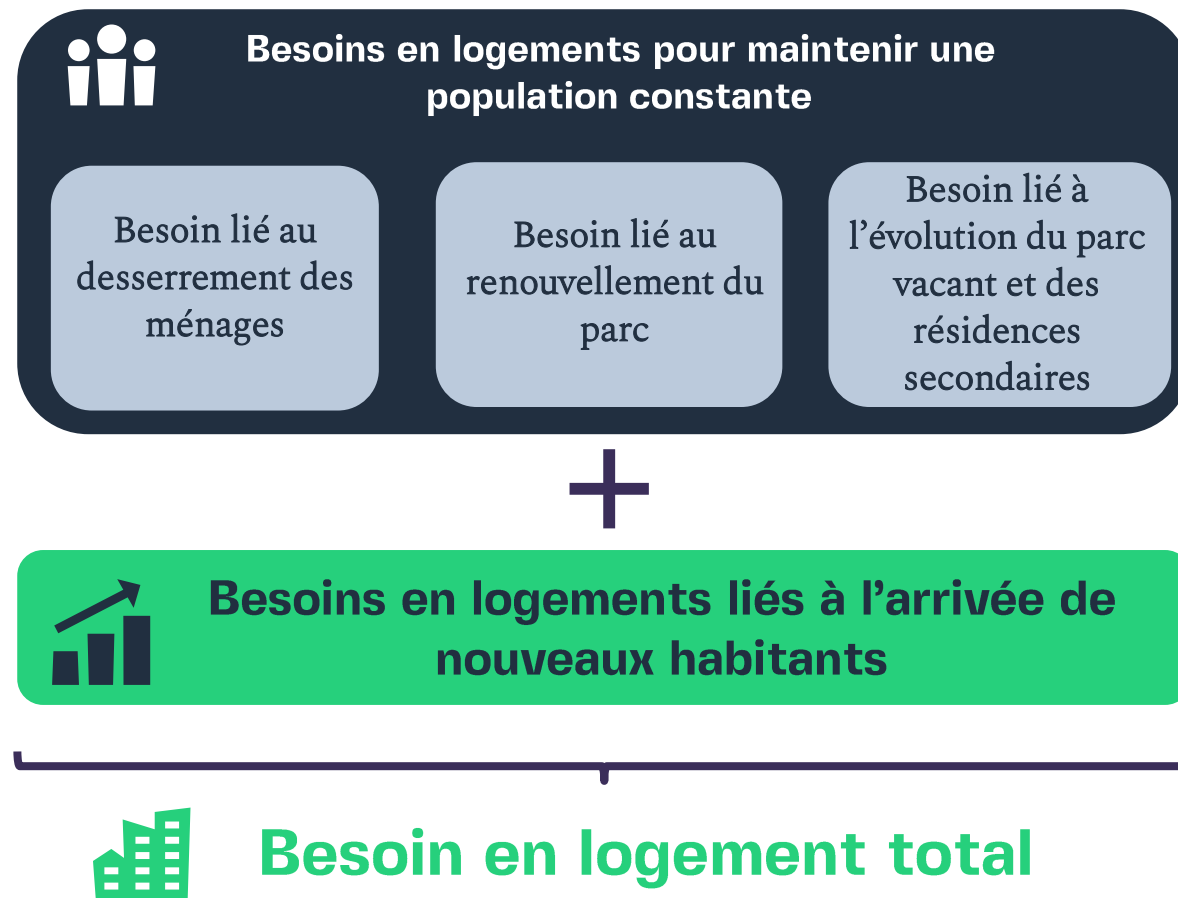 Besoins en logements pour maintenir une
population constante
Besoin lié au
desserrement des
ménages
Besoin lié au
renouvellement du
parc
Besoin lié à
l’évolution du parc
vacant et des
résidences
secondaires
Besoins en logements liés à l’arrivée de
nouveaux habitants
Besoin en logement total